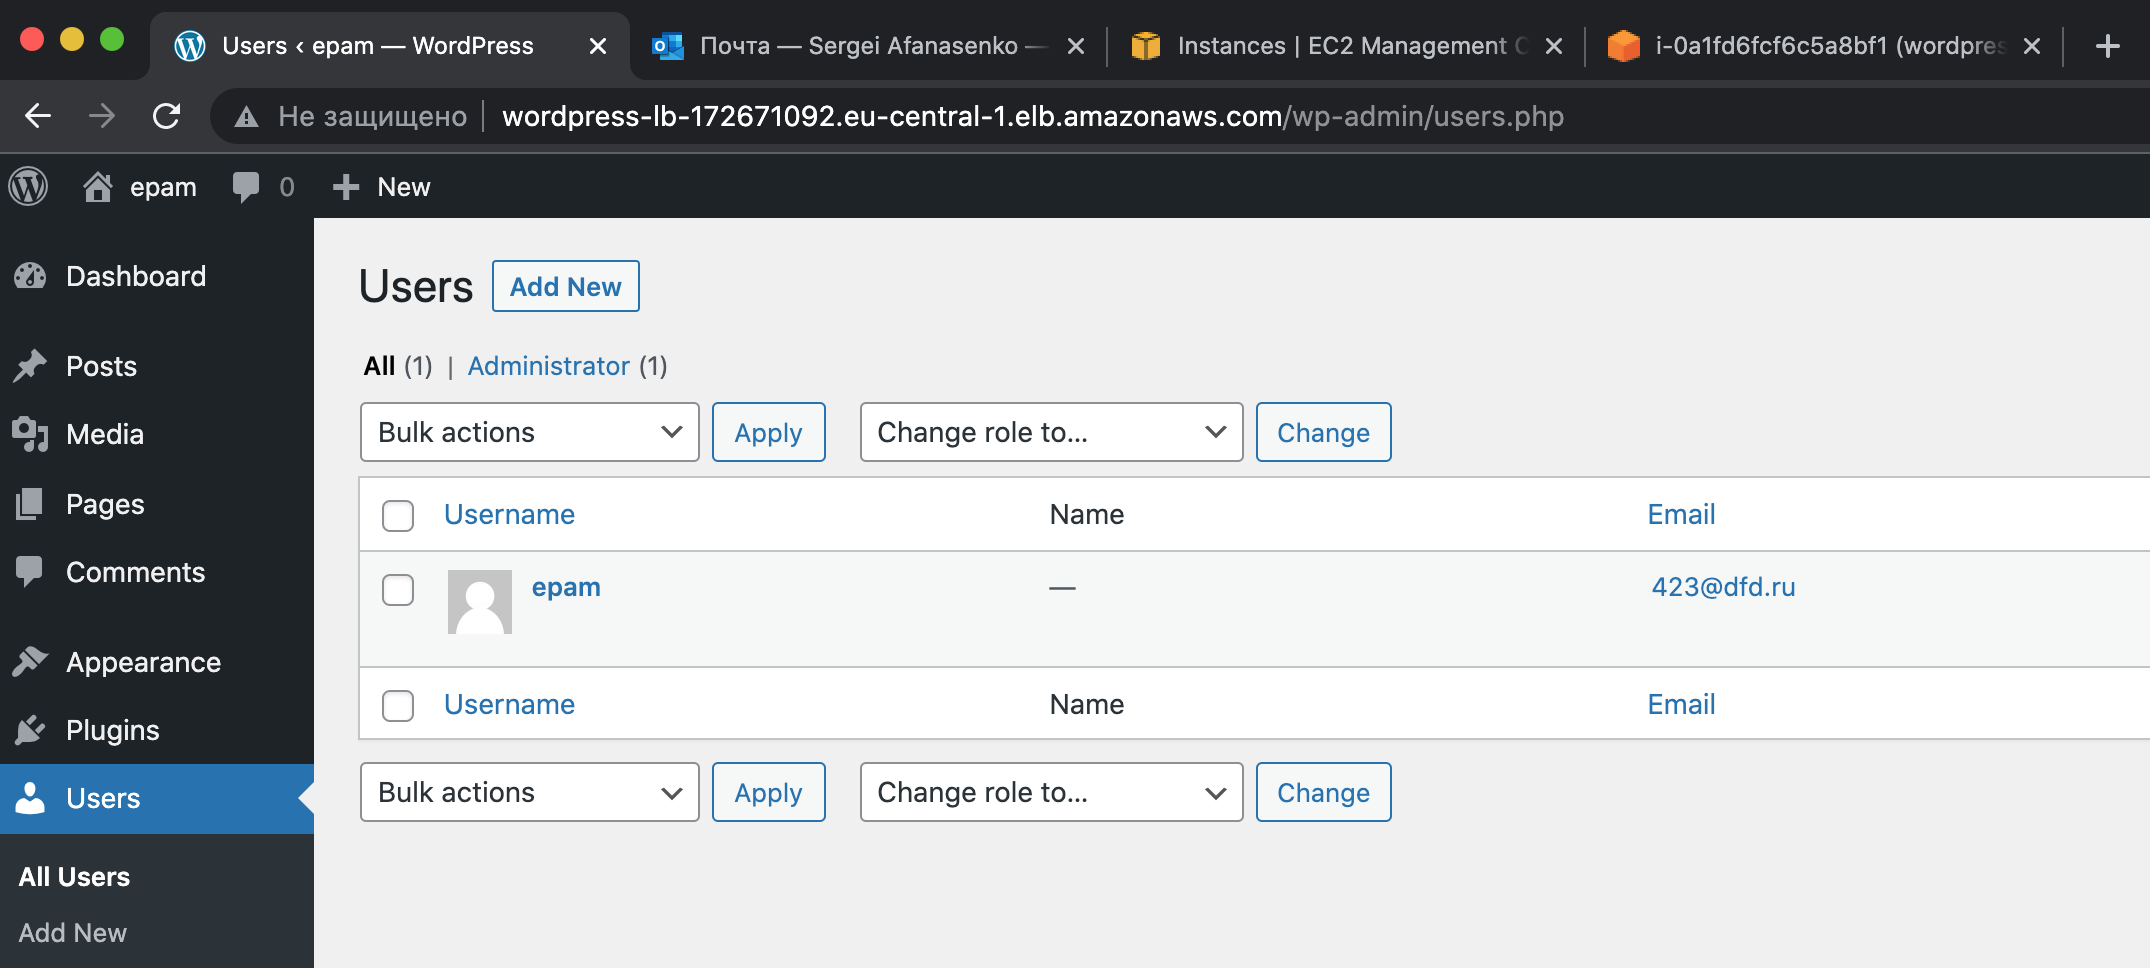 Users ‹ epam — WordPress
Почта — Sergei Afanasenko —
Instances | EC2 Management C
i-0a1fd6fcf6c5a8bf1 (wordpres
Не защищено
wordpress-lb-172671092.eu-central-1.elb.amazonaws.com/wp-admin/users.php
epam
0
New
Dashboard
Posts
Media
Pages
Comments
Appearance
Plugins
Users
All Users
Add New
Users
Add New
All (1) | Administrator (1)
Bulk actions
Apply
Change role to...
Change
Username Name Email
epam — 423@dfd.ru
Username Name Email
Bulk actions
Apply
Change role to...
Change